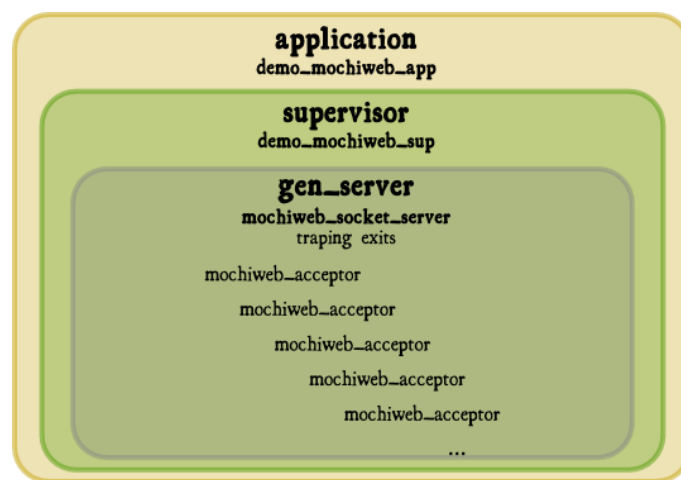 application
demo_mochiweb_app
supervisor
demo_mochiweb_sup
gen_server
mochiweb_socket_server
traping exits
mochiweb_acceptor
mochiweb_acceptor
mochiweb_acceptor
mochiweb_acceptor
mochiweb_acceptor
...